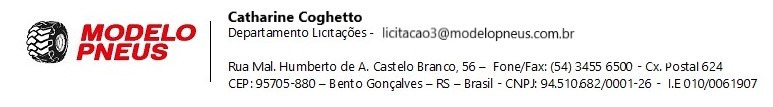 MODELO
PNEUS
Catharine Coghetto
Departamento Licitações - licitacao3@modelopneus.com.br
Rua Mal. Humberto de A. Castelo Branco, 56 – Fone/Fax: (54) 3455 6500 - Cx. Postal 624
CEP: 95705-880 – Bento Gonçalves – RS – Brasil - CNPJ: 94.510.682/0001-26 - I.E 010/0061907